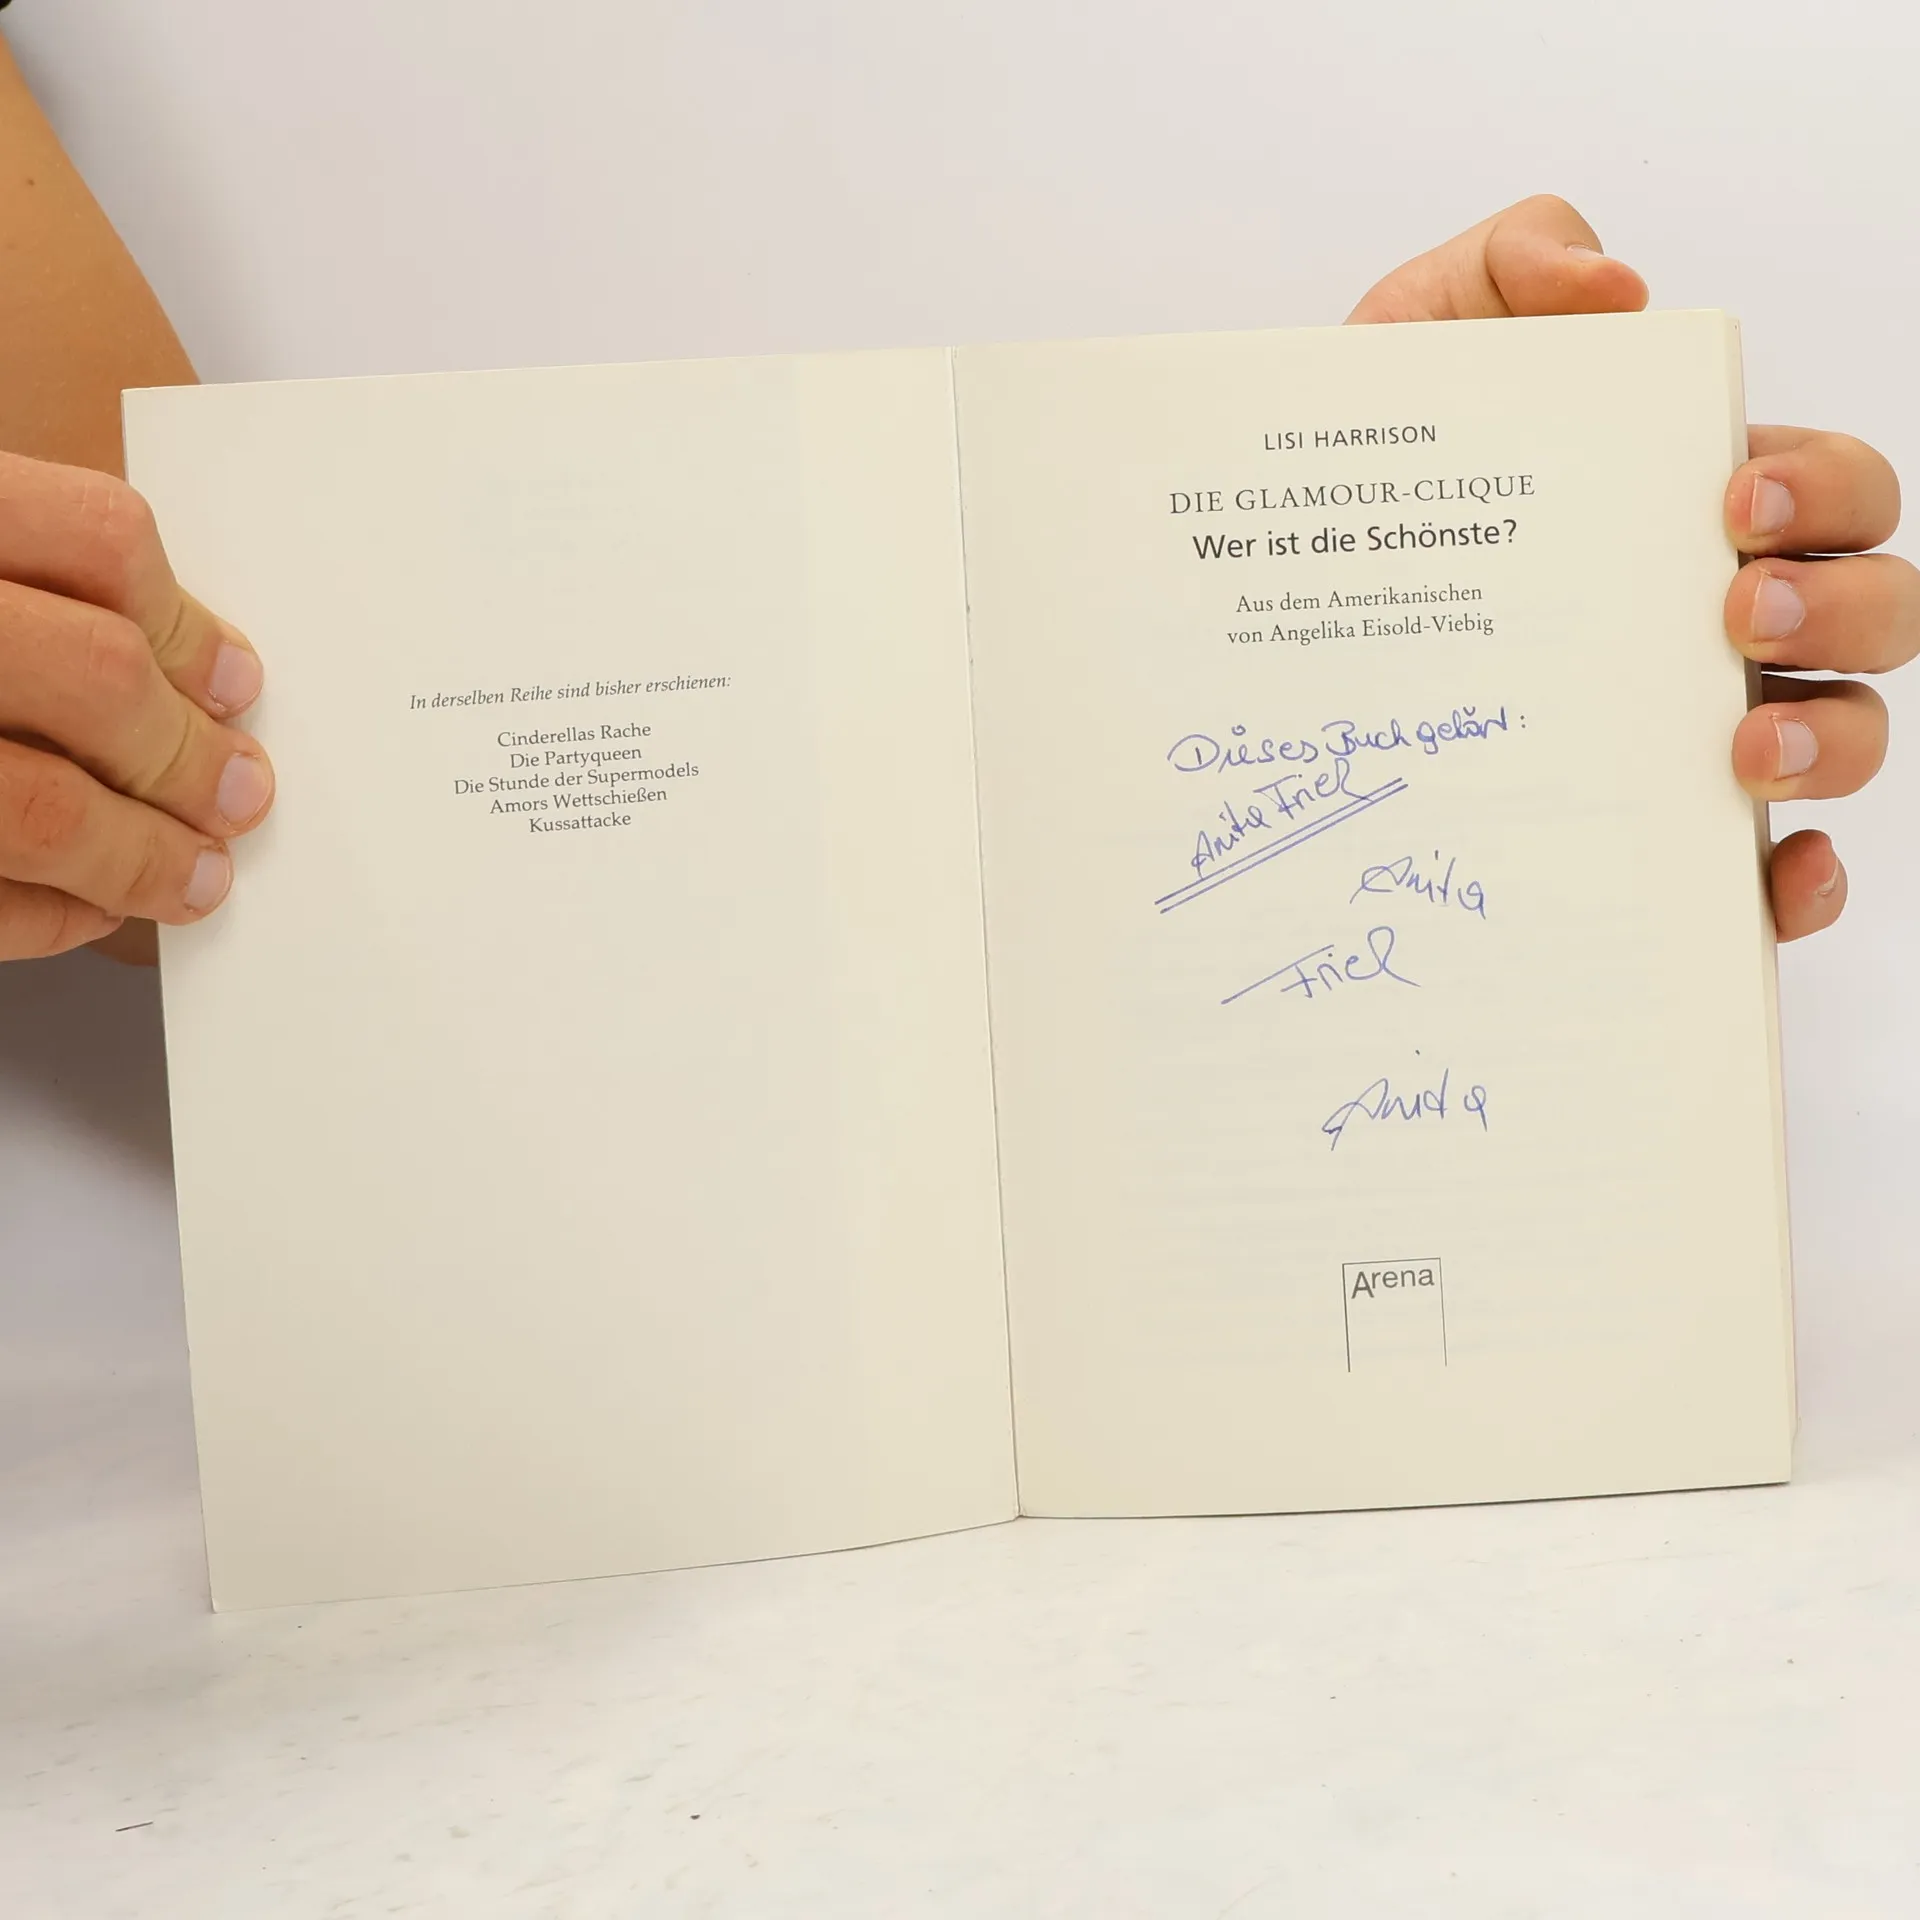 In derselben Reihe sind bisher erschienen:
Cinderellas Rache
Die Partyqueen
Die Stunde der Supermodels
Amors Wettschießen
Kussattacke
LISI HARRISON
DIE GLAMOUR-CLIQUE
Wer ist die Schönste?
Aus dem Amerikanischen
von Angelika Eisold-Viebig
Dieses Buch gehört:
Anita Friel
Anita
Friel
Anita
Arena